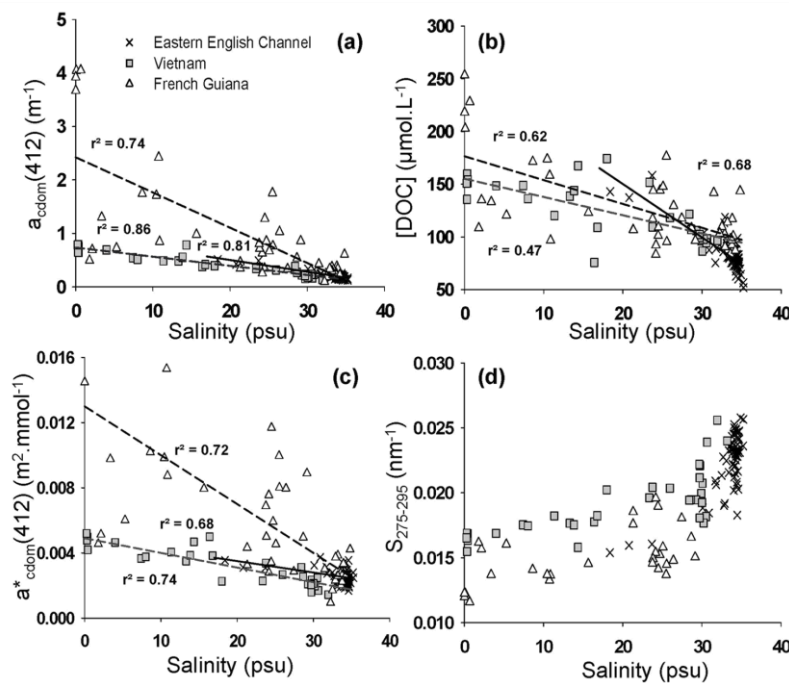 5
(a)
× Eastern English Channel
□ Vietnam
△ French Guiana
4
3
2
1
0
r² = 0.74
r² = 0.86
r² = 0.81
a_cdom(412) (m⁻¹)
0 10 20 30 40
Salinity (psu)
(b)
300
250
200
150
100
50
r² = 0.62
r² = 0.68
r² = 0.47
[DOC] (µmol.L⁻¹)
0 10 20 30 40
Salinity (psu)
(c)
0.016
0.012
0.008
0.004
0.000
r² = 0.72
r² = 0.68
r² = 0.74
a*_cdom(412) (m².mmol⁻¹)
0 10 20 30 40
Salinity (psu)
(d)
0.030
0.025
0.020
0.015
0.010
S₂₇₅₋₂₉₅ (nm⁻¹)
0 10 20 30 40
Salinity (psu)